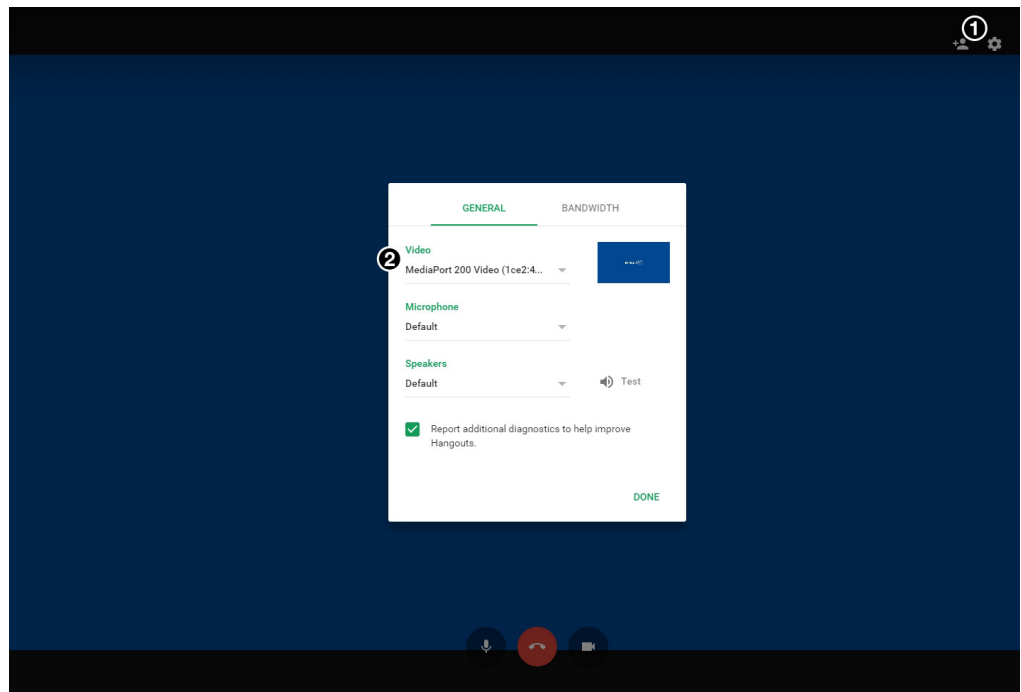 1
GENERAL BANDWIDTH
2
Video
MediaPort 200 Video (1ce2:4...
Microphone
Default
Speakers
Default
Test
Report additional diagnostics to help improve
Hangouts.
DONE